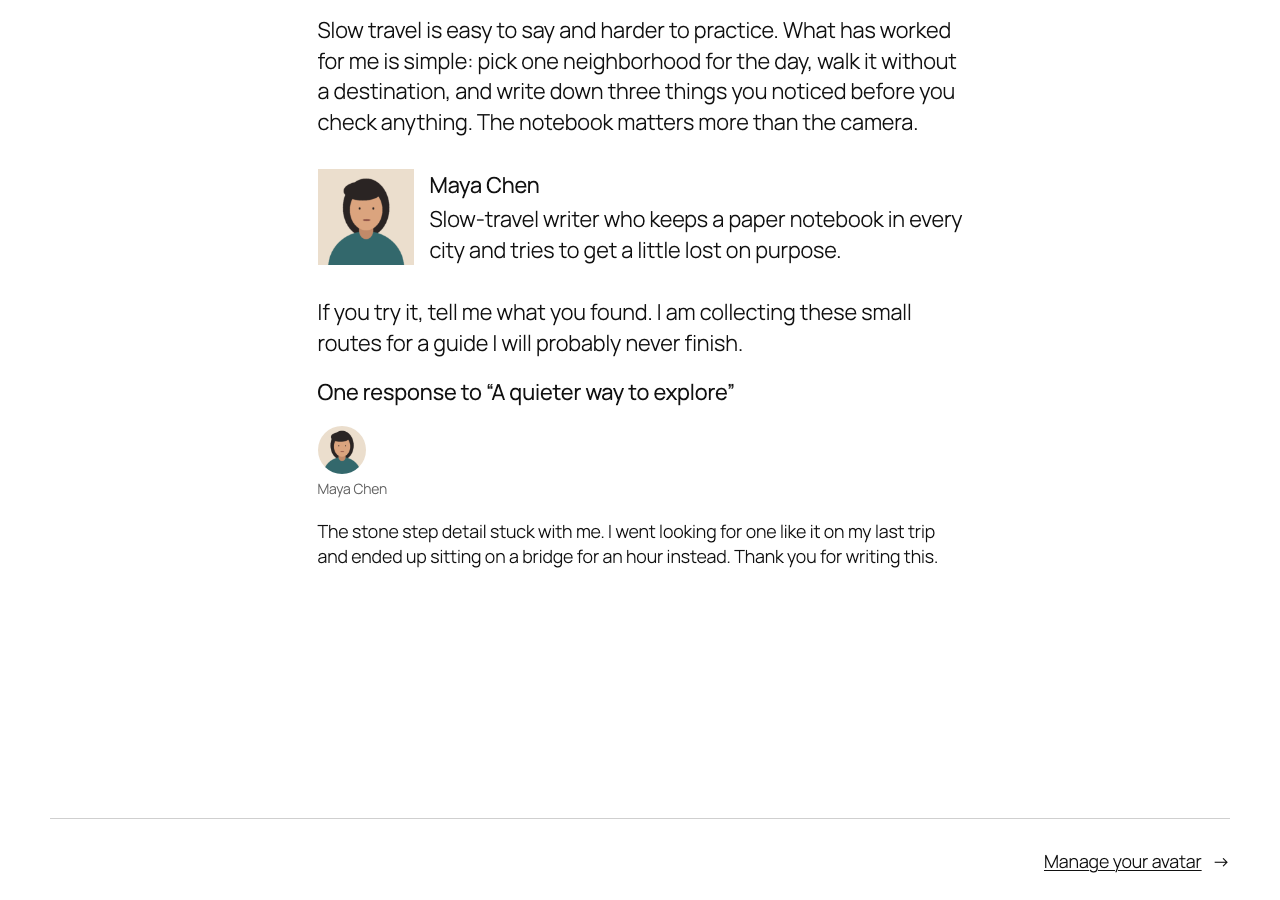 Slow travel is easy to say and harder to practice. What has worked
for me is simple: pick one neighborhood for the day, walk it without
a destination, and write down three things you noticed before you
check anything. The notebook matters more than the camera.
Maya Chen
Slow-travel writer who keeps a paper notebook in every
city and tries to get a little lost on purpose.
If you try it, tell me what you found. I am collecting these small
routes for a guide I will probably never finish.
One response to “A quieter way to explore”
Maya Chen
The stone step detail stuck with me. I went looking for one like it on my last trip
and ended up sitting on a bridge for an hour instead. Thank you for writing this.
Manage your avatar →